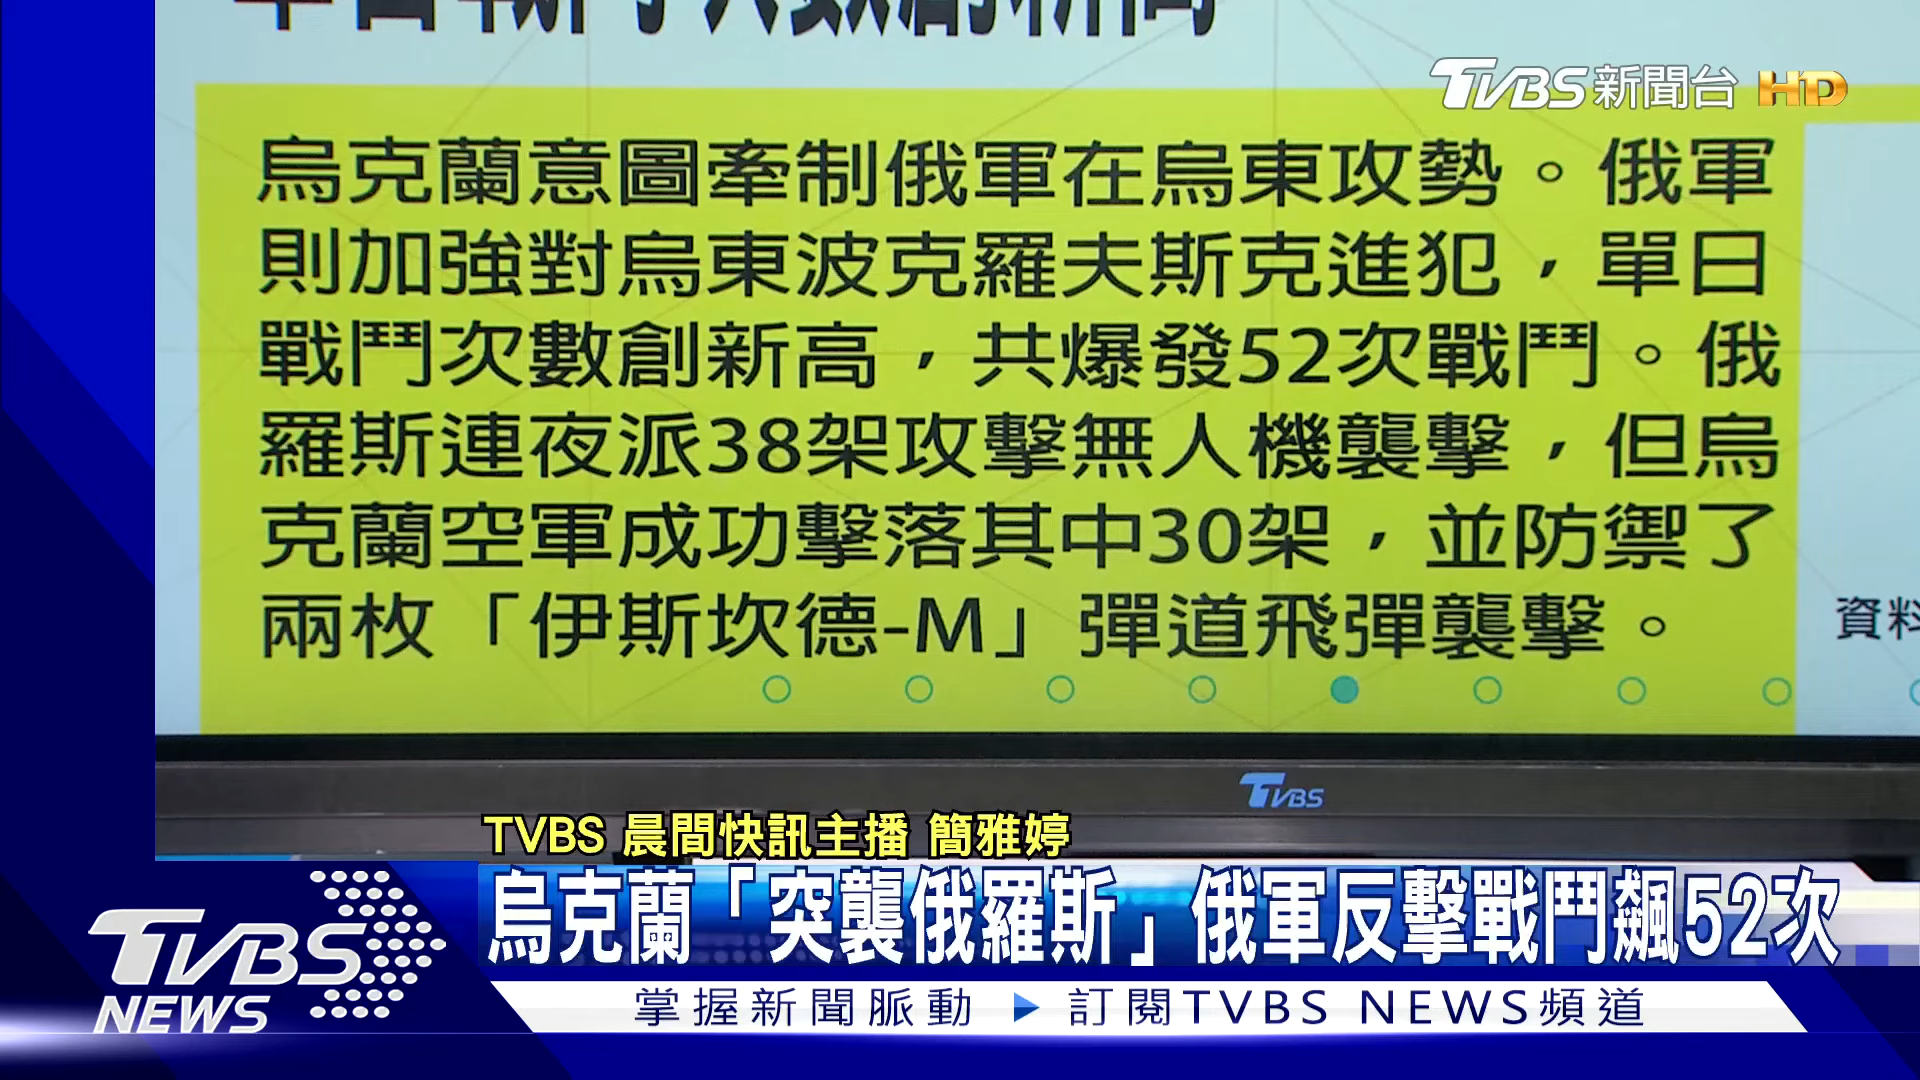 TVBS新聞台 HD
烏克蘭意圖牽制俄軍在烏東攻勢。俄軍
則加強對烏東波克羅夫斯克進犯，單日
戰鬥次數創新高，共爆發52次戰鬥。俄
羅斯連夜派38架攻擊無人機襲擊，但烏
克蘭空軍成功擊落其中30架，並防禦了
兩枚「伊斯坎德-M」彈道飛彈襲擊。
資料
TVBS
TVBS 晨間快訊主播 簡雅婷
烏克蘭「突襲俄羅斯」俄軍反擊戰鬥飆52次
TVBS
NEWS
掌握新聞脈動 ▶ 訂閱TVBS NEWS頻道